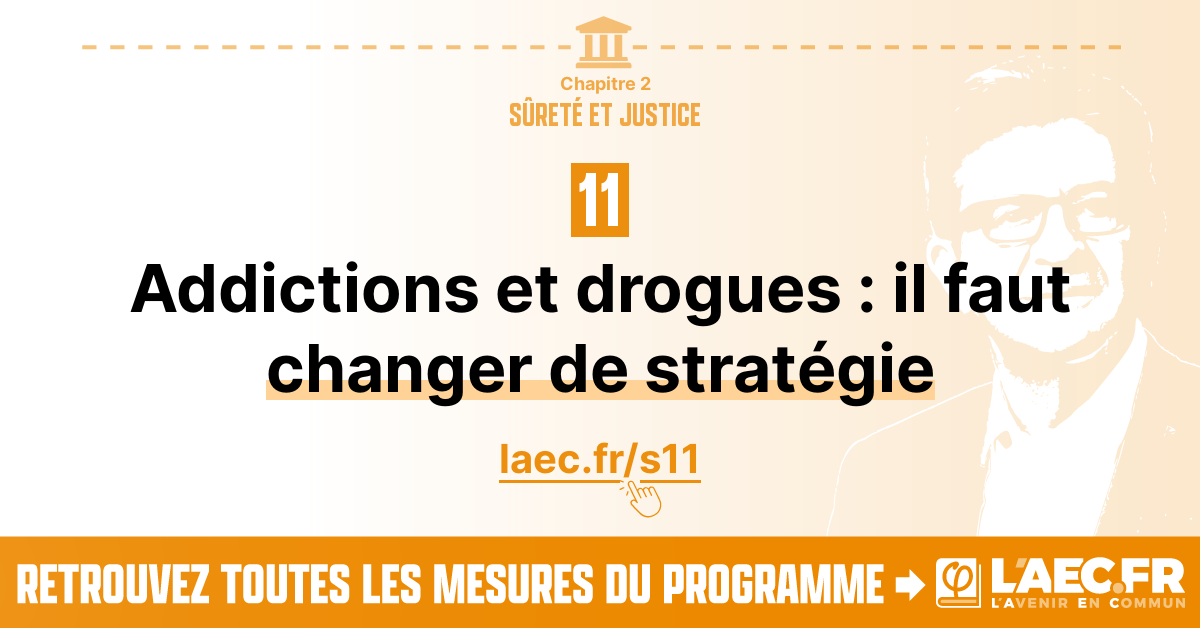 Chapitre 2
SÛRETÉ ET JUSTICE
11
Addictions et drogues : il faut
changer de stratégie
laec.fr/s11
RETROUVEZ TOUTES LES MESURES DU PROGRAMME
φ
L'AEC.FR
L'AVENIR EN COMMUN